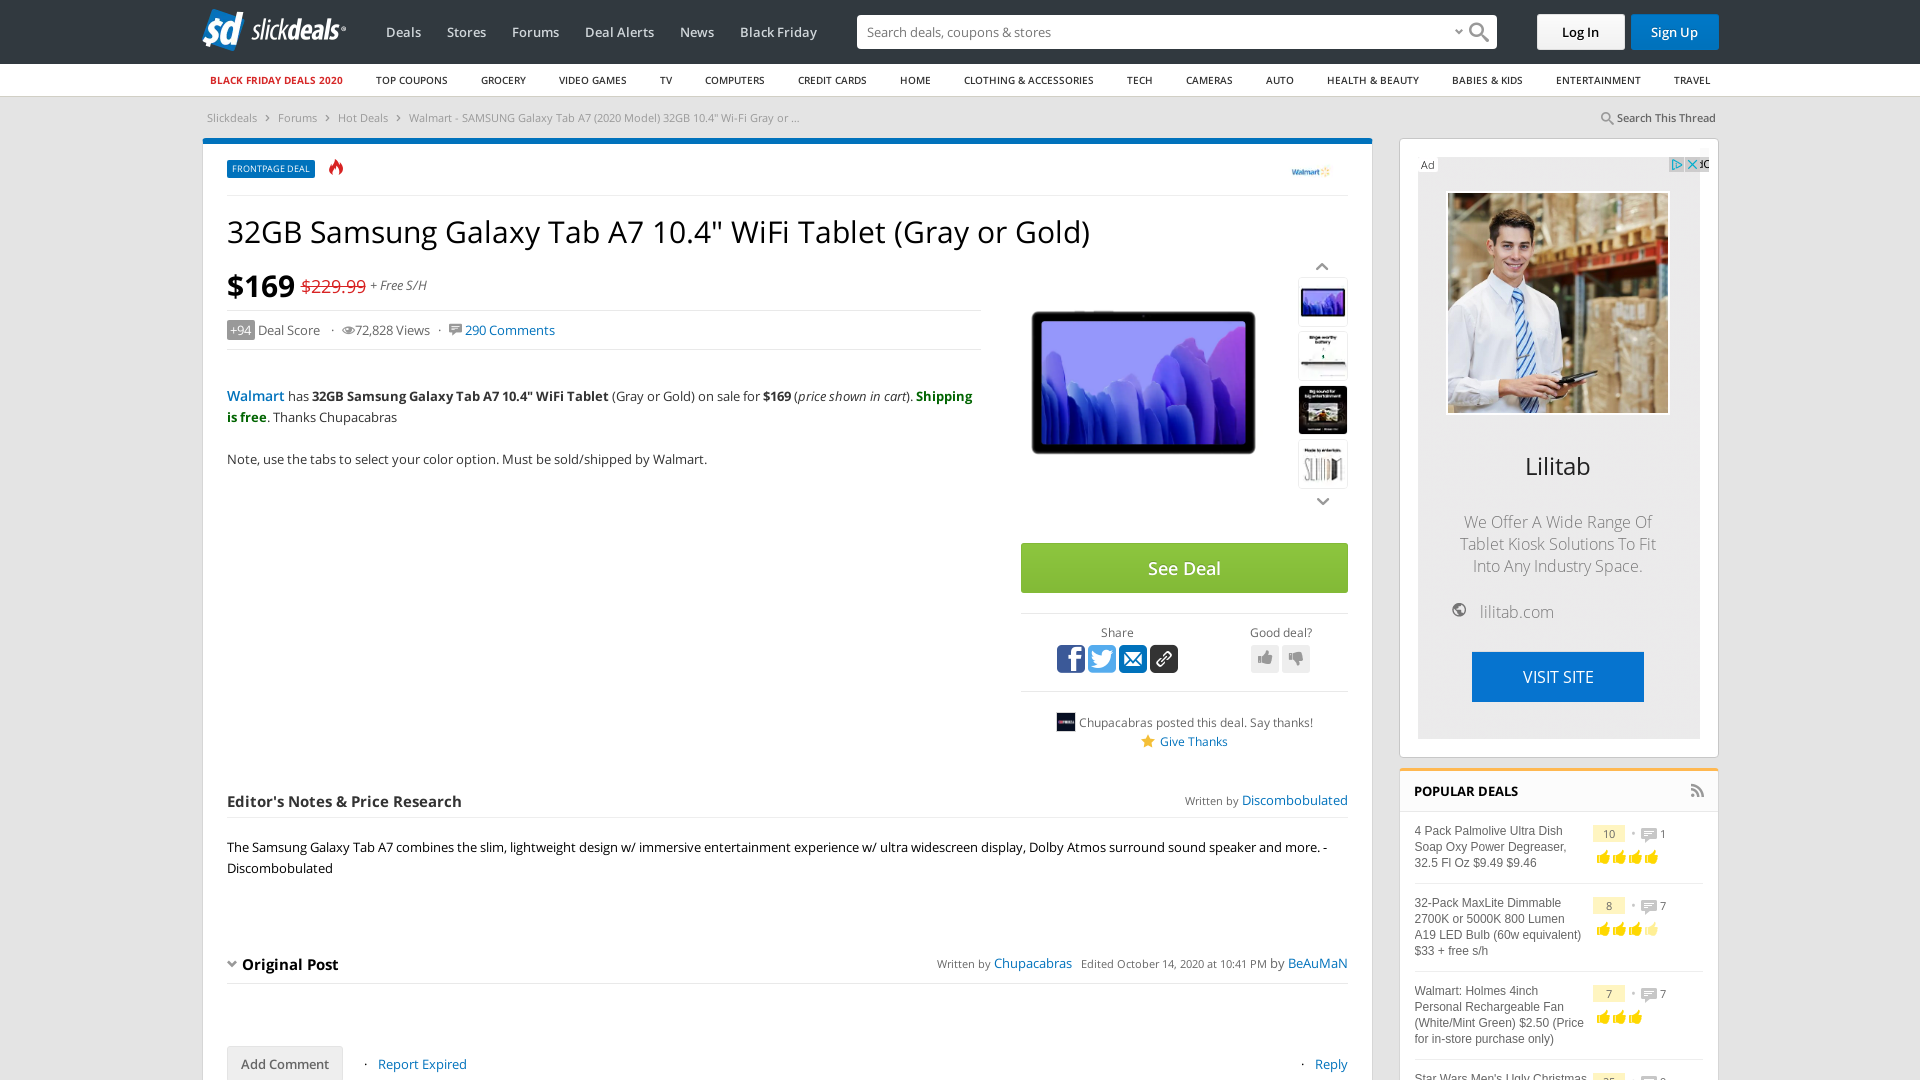 slickdeals
Deals
Stores
Forums
Deal Alerts
News
Black Friday
Search deals, coupons & stores
Log In
Sign Up
BLACK FRIDAY DEALS 2020
TOP COUPONS
GROCERY
VIDEO GAMES
TV
COMPUTERS
CREDIT CARDS
HOME
CLOTHING & ACCESSORIES
TECH
CAMERAS
AUTO
HEALTH & BEAUTY
BABIES & KIDS
ENTERTAINMENT
TRAVEL
Slickdeals › Forums › Hot Deals › Walmart - SAMSUNG Galaxy Tab A7 (2020 Model) 32GB 10.4" Wi-Fi Gray or ...
Search This Thread
FRONTPAGE DEAL
Walmart
32GB Samsung Galaxy Tab A7 10.4" WiFi Tablet (Gray or Gold)
$169 $229.99 + Free S/H
+94 Deal Score · 72,828 Views · 290 Comments
Walmart has 32GB Samsung Galaxy Tab A7 10.4" WiFi Tablet (Gray or Gold) on sale for $169 (price shown in cart). Shipping
is free. Thanks Chupacabras
Note, use the tabs to select your color option. Must be sold/shipped by Walmart.
See Deal
Share
Good deal?
Chupacabras posted this deal. Say thanks!
Give Thanks
Editor's Notes & Price Research
Written by Discombobulated
The Samsung Galaxy Tab A7 combines the slim, lightweight design w/ immersive entertainment experience w/ ultra widescreen display, Dolby Atmos surround sound speaker and more. -
Discombobulated
Original Post
Written by Chupacabras Edited October 14, 2020 at 10:41 PM by BeAuMaN
Add Comment
· Report Expired
· Reply
Ad
Lilitab
We Offer A Wide Range Of
Tablet Kiosk Solutions To Fit
Into Any Industry Space.
lilitab.com
VISIT SITE
POPULAR DEALS
4 Pack Palmolive Ultra Dish
Soap Oxy Power Degreaser,
32.5 Fl Oz $9.49 $9.46
10 • 1
32-Pack MaxLite Dimmable
2700K or 5000K 800 Lumen
A19 LED Bulb (60w equivalent)
$33 + free s/h
8 • 7
Walmart: Holmes 4inch
Personal Rechargeable Fan
(White/Mint Green) $2.50 (Price
for in-store purchase only)
7 • 7
Star Wars Men's Ugly Christmas